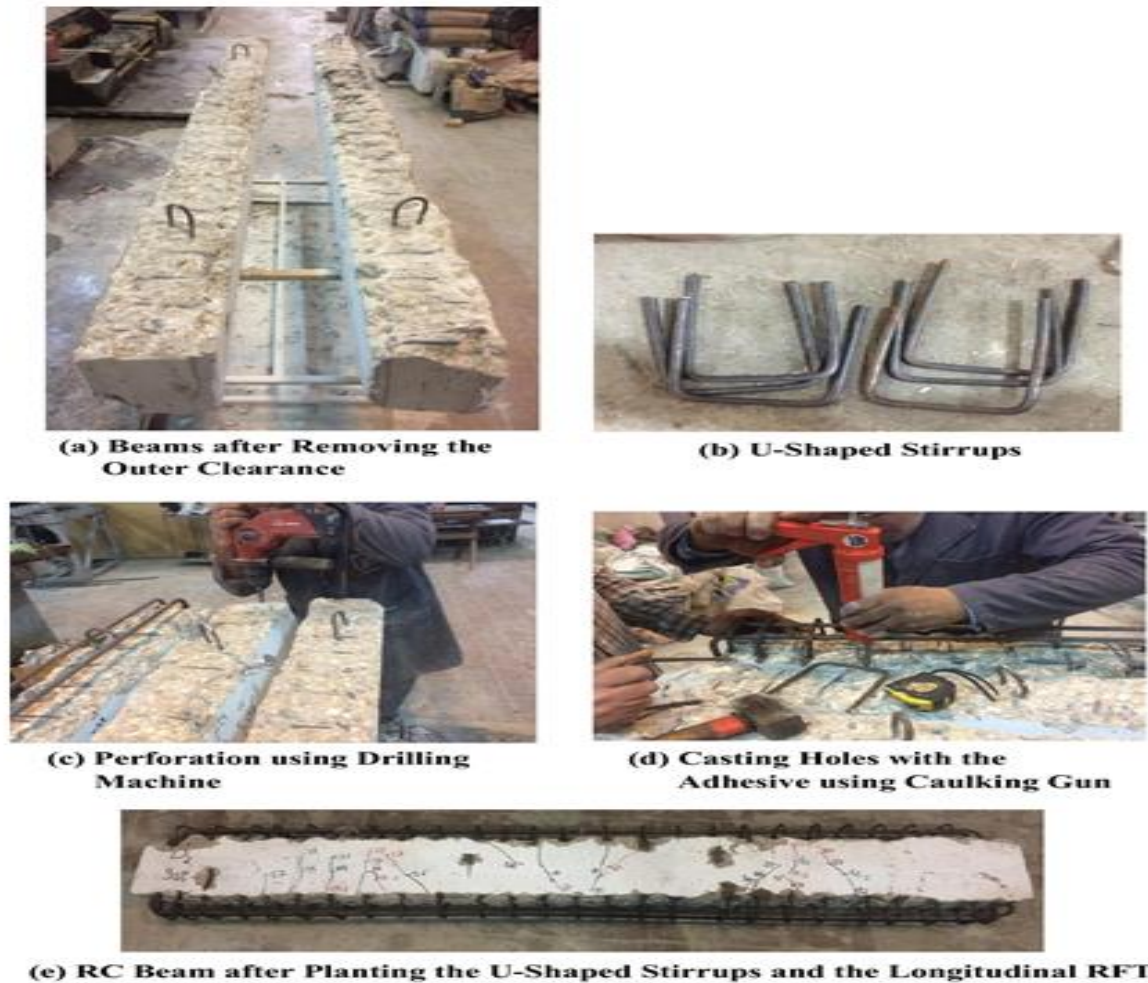 (a) Beams after Removing the
Outer Clearance
(b) U-Shaped Stirrups
(c) Perforation using Drilling
Machine
(d) Casting Holes with the
Adhesive using Caulking Gun
(e) RC Beam after Planting the U-Shaped Stirrups and the Longitudinal RFT